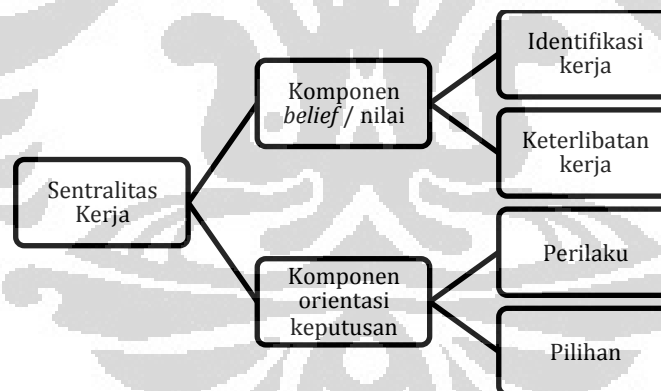 Sentralitas
Kerja
Komponen
belief / nilai
Identifikasi
kerja
Keterlibatan
kerja
Komponen
orientasi
keputusan
Perilaku
Pilihan